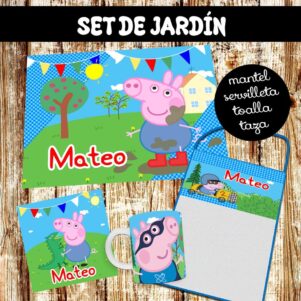 SET DE JARDÍN
mantel
servilleta
toalla
taza
Mateo
Mateo
Mateo